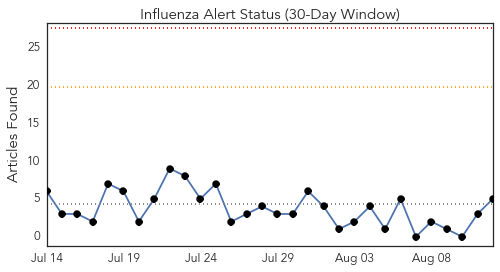 Influenza Alert Status (30-Day Window)
Articles Found
25
20
15
10
5
0
Jul 14 Jul 19 Jul 24 Jul 29 Aug 03 Aug 08